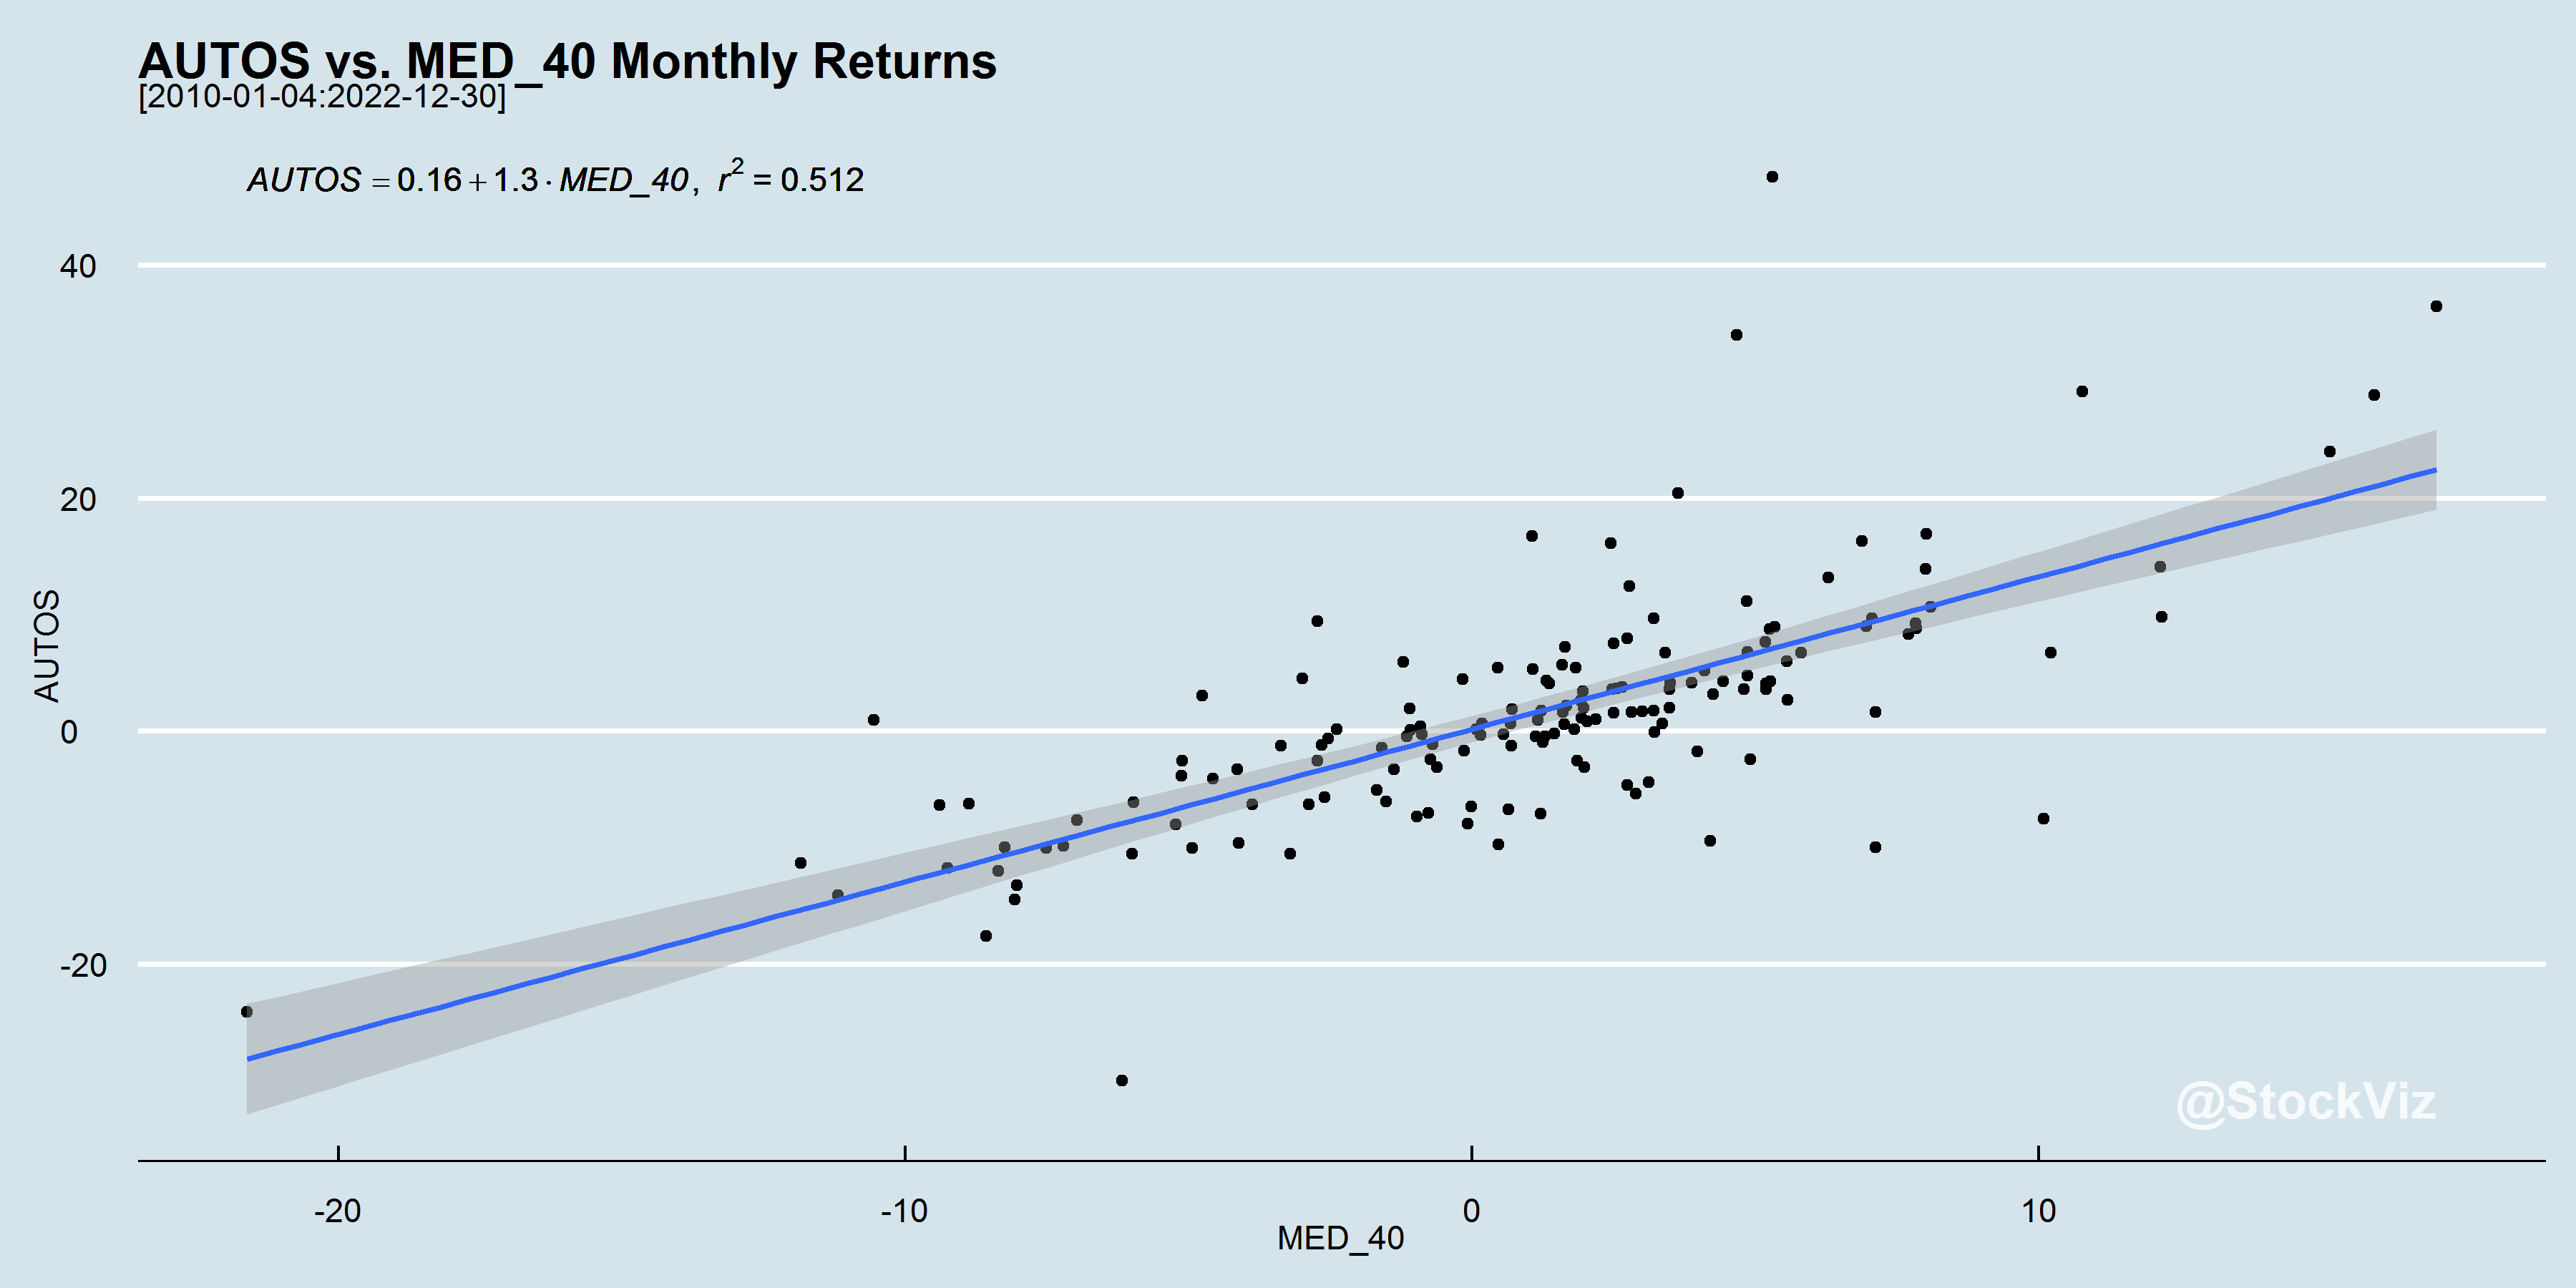 AUTOS vs. MED_40 Monthly Returns
[2010-01-04:2022-12-30]
AUTOS = 0.16 + 1.3 · MED_40, r² = 0.512
40
20
0
-20
AUTOS
@StockViz
-20 -10 0 10
MED_40